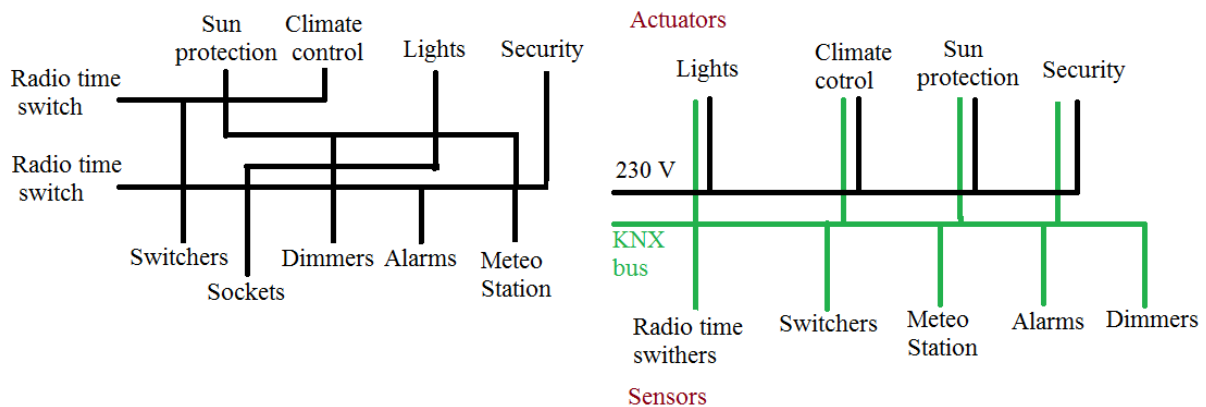 Sun
protection
Climate
control
Lights
Security
Radio time
switch
Radio time
switch
Switchers
Sockets
Dimmers
Alarms
Meteo
Station
Actuators
Lights
Climate
cotrol
Sun
protection
Security
230 V
KNX
bus
Radio time
swithers
Switchers
Meteo
Station
Alarms
Dimmers
Sensors